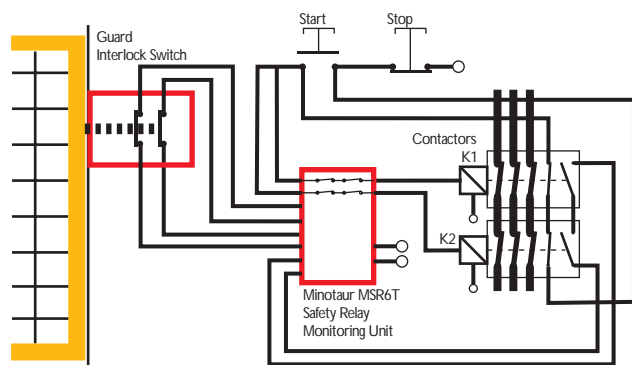 Start
Stop
Guard
Interlock Switch
Contactors
K1
K2
Minotaur MSR6T
Safety Relay
Monitoring Unit